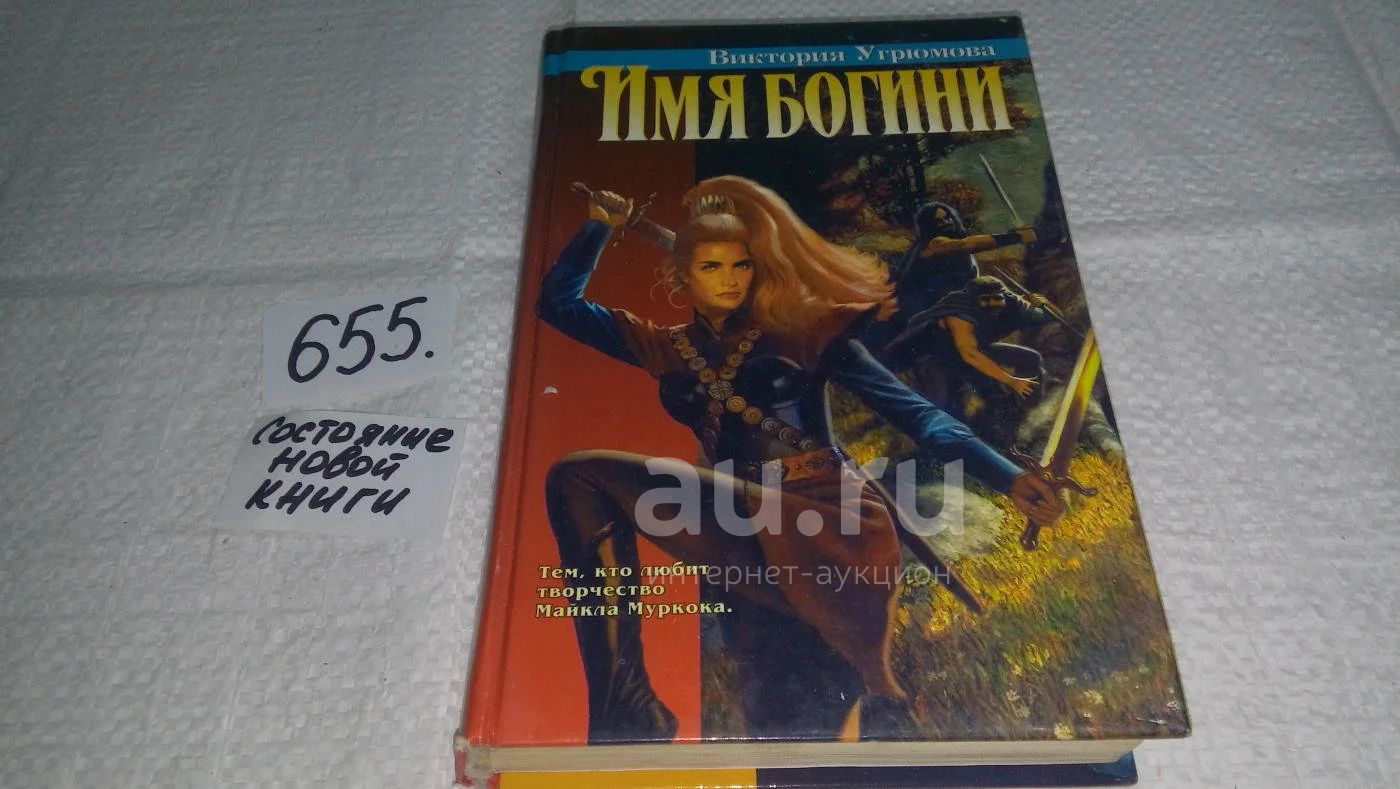 Виктория Угрюмова
ИМЯ БОГИНИ
655.
состояние
новой
книги
au.ru
интернет-аукцион
Тем, кто любит
творчество
Майкла Муркока.